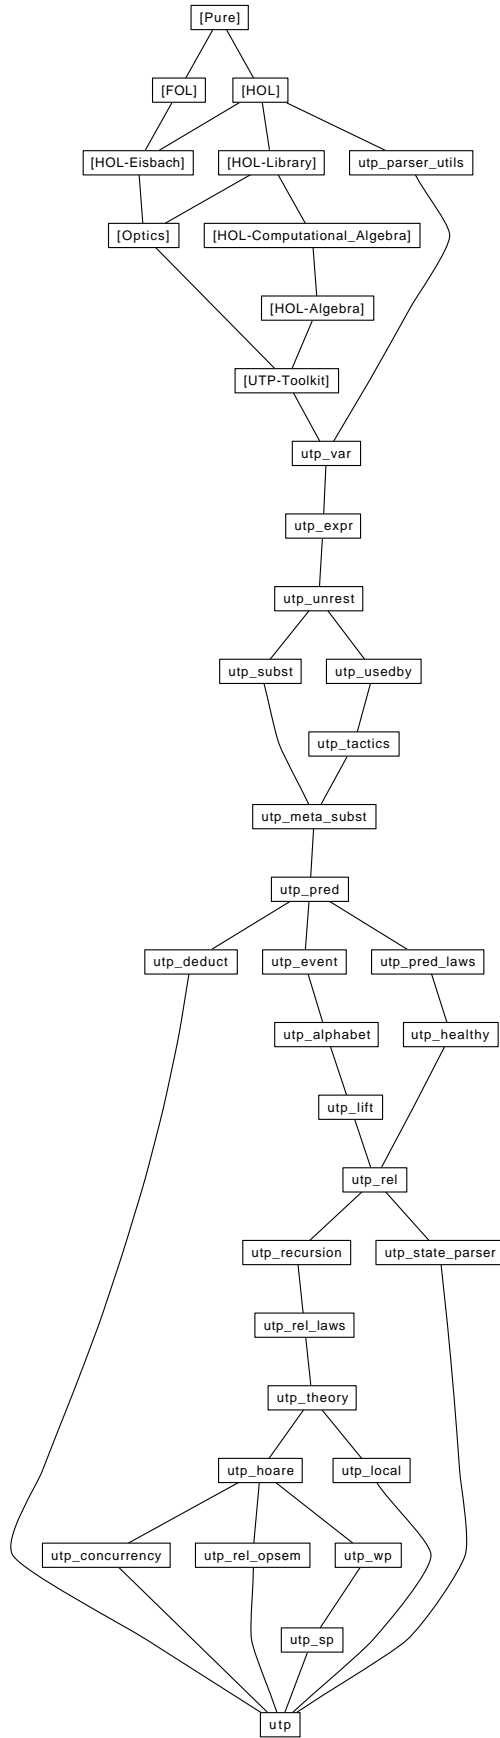 [Pure]
[FOL]
[HOL]
[HOL-Eisbach]
[HOL-Library]
utp_parser_utils
[Optics]
[HOL-Computational_Algebra]
[HOL-Algebra]
[UTP-Toolkit]
utp_var
utp_expr
utp_unrest
utp_subst
utp_usedby
utp_tactics
utp_meta_subst
utp_pred
utp_deduct
utp_event
utp_pred_laws
utp_alphabet
utp_healthy
utp_lift
utp_rel
utp_recursion
utp_state_parser
utp_rel_laws
utp_theory
utp_hoare
utp_local
utp_concurrency
utp_rel_opsem
utp_wp
utp_sp
utp